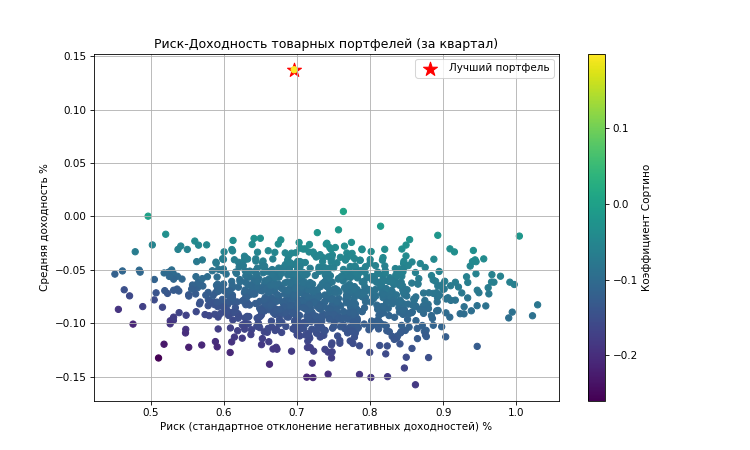 Риск-Доходность товарных портфелей (за квартал)
Лучший портфель
Средняя доходность %
0.15
0.10
0.05
0.00
−0.05
−0.10
−0.15
0.5 0.6 0.7 0.8 0.9 1.0
Риск (стандартное отклонение негативных доходностей) %
0.1
0.0
−0.1
−0.2
Коэффициент Сортино